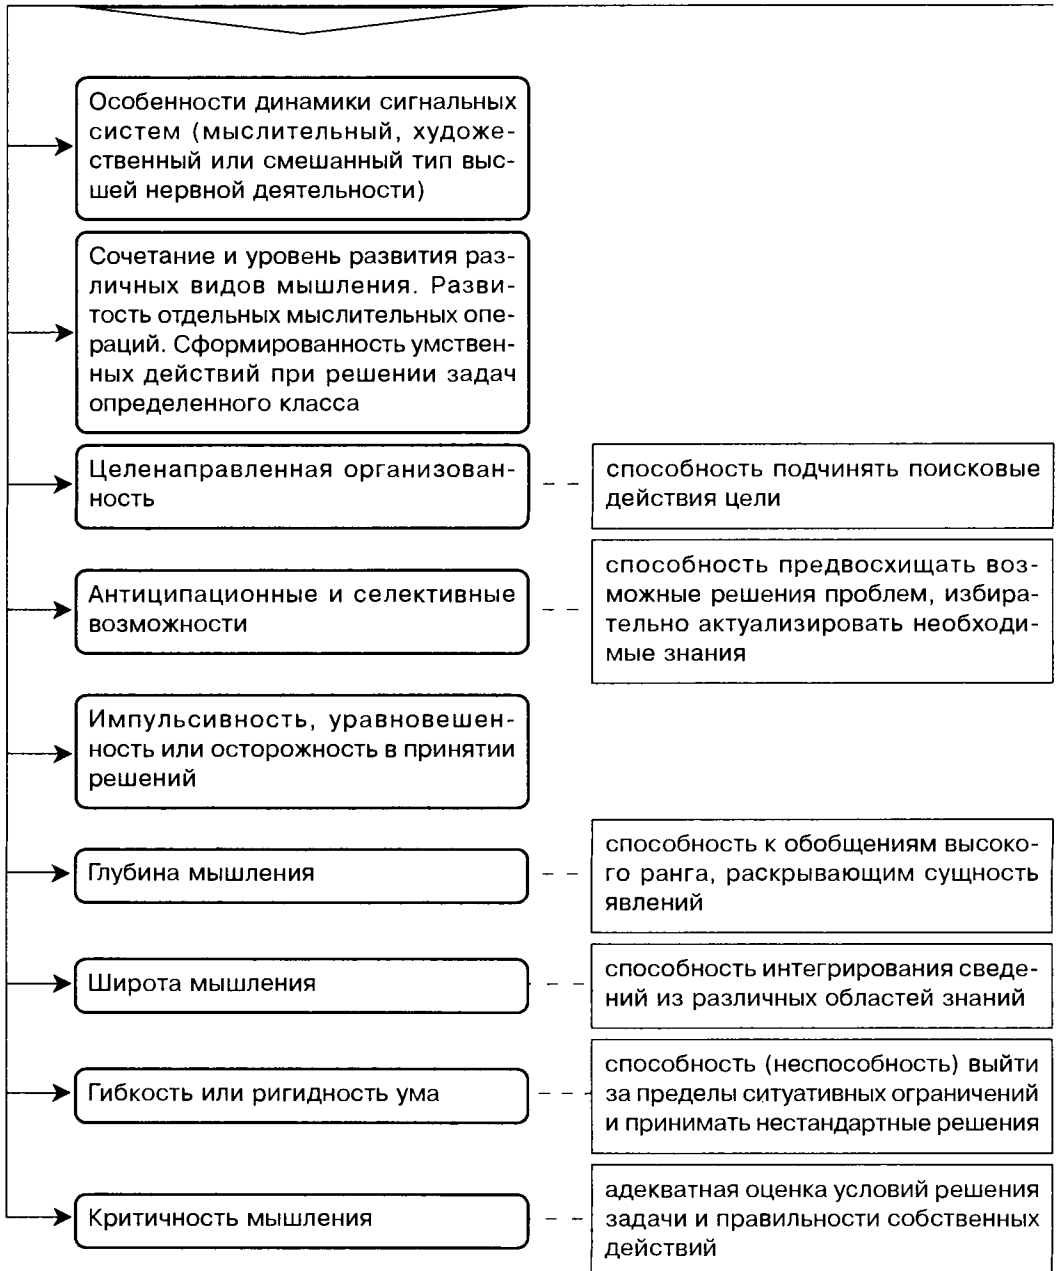 Особенности динамики сигнальных
систем (мыслительный, художе-
ственный или смешанный тип выс-
шей нервной деятельности)
Сочетание и уровень развития раз-
личных видов мышления. Разви-
тость отдельных мыслительных опе-
раций. Сформированность умствен-
ных действий при решении задач
определенного класса
Целенаправленная организован-
ность
способность подчинять поисковые
действия цели
Антиципационные и селективные
возможности
способность предвосхищать воз-
можные решения проблем, избира-
тельно актуализировать необходи-
мые знания
Импульсивность, уравновешен-
ность или осторожность в принятии
решений
Глубина мышления
способность к обобщениям высоко-
го ранга, раскрывающим сущность
явлений
Широта мышления
способность интегрирования сведе-
ний из различных областей знаний
Гибкость или ригидность ума
способность (неспособность) выйти
за пределы ситуативных ограничений
и принимать нестандартные решения
Критичность мышления
адекватная оценка условий решения
задачи и правильности собственных
действий